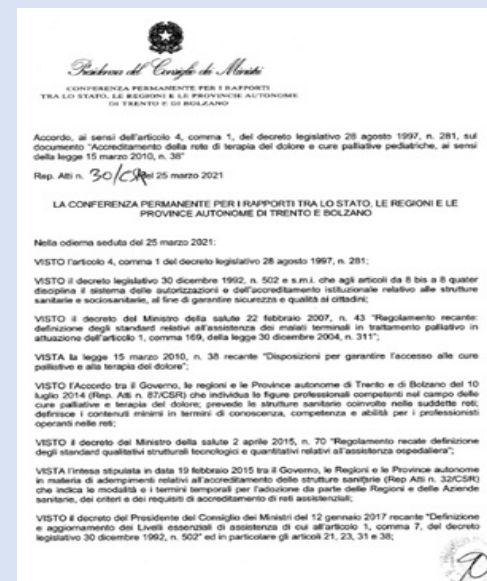 Presidenza del Consiglio dei Ministri
CONFERENZA PERMANENTE PER I RAPPORTI
TRA LO STATO, LE REGIONI E LE PROVINCE AUTONOME
DI TRENTO E DI BOLZANO
Accordo, ai sensi dell'articolo 4, comma 1, del decreto legislativo 28 agosto 1997, n. 281, sul
documento "Accreditamento della rete di terapia del dolore e cure palliative pediatriche, ai sensi
della legge 15 marzo 2010, n. 38"
Rep. Atti n. 30/CSR del 25 marzo 2021
LA CONFERENZA PERMANENTE PER I RAPPORTI TRA LO STATO, LE REGIONI E LE
PROVINCE AUTONOME DI TRENTO E BOLZANO
Nella odierna seduta del 25 marzo 2021:
VISTO l'articolo 4, comma 1 del decreto legislativo 28 agosto 1997, n. 281;
VISTO il decreto legislativo 30 dicembre 1992, n. 502 e s.m.i. che agli articoli da 8 bis a 8 quater
disciplina il sistema delle autorizzazioni e dell'accreditamento istituzionale relativo alle strutture
sanitarie e sociosanitarie, al fine di garantire sicurezza e qualità ai cittadini;
VISTO il decreto del Ministro della salute 22 febbraio 2007, n. 43 "Regolamento recante:
definizione degli standard relativi all'assistenza dei malati terminali in trattamento palliativo in
attuazione dell'articolo 1, comma 169, della legge 30 dicembre 2004, n. 311";
VISTA la legge 15 marzo 2010, n. 38 recante "Disposizioni per garantire l'accesso alle cure
palliative e alla terapia del dolore";
VISTO l'Accordo tra il Governo, le regioni e le Province autonome di Trento e di Bolzano del 10
luglio 2014 (Rep. Atti n. 87/CSR) che individua le figure professionali competenti nel campo delle
cure palliative e terapia del dolore; prevede le strutture sanitarie coinvolte nelle suddette reti;
definisce i contenuti minimi in termini di conoscenza, competenza e abilità per i professionisti
operanti nelle reti;
VISTO il decreto del Ministro della salute 2 aprile 2015, n. 70 "Regolamento recate definizione
degli standard qualitativi strutturali tecnologici e quantitativi relativi all'assistenza ospedaliera";
VISTA l'intesa stipulata in data 19 febbraio 2015 tra il Governo, le Regioni e le Province autonome
in materia di adempimenti relativi all'accreditamento delle strutture sanitarie (Rep Atti n. 32/CSR)
che indica le modalità e i termini temporali per l'adozione da parte delle Regioni e delle Aziende
sanitarie, dei criteri e dei requisiti di accreditamento di reti assistenziali;
VISTO il decreto del Presidente del Consiglio dei Ministri del 12 gennaio 2017 recante "Definizione
e aggiornamento dei Livelli essenziali di assistenza di cui all'articolo 1, comma 7, del decreto
legislativo 30 dicembre 1992, n. 502" ed in particolare gli articoli 21, 23, 31 e 38;